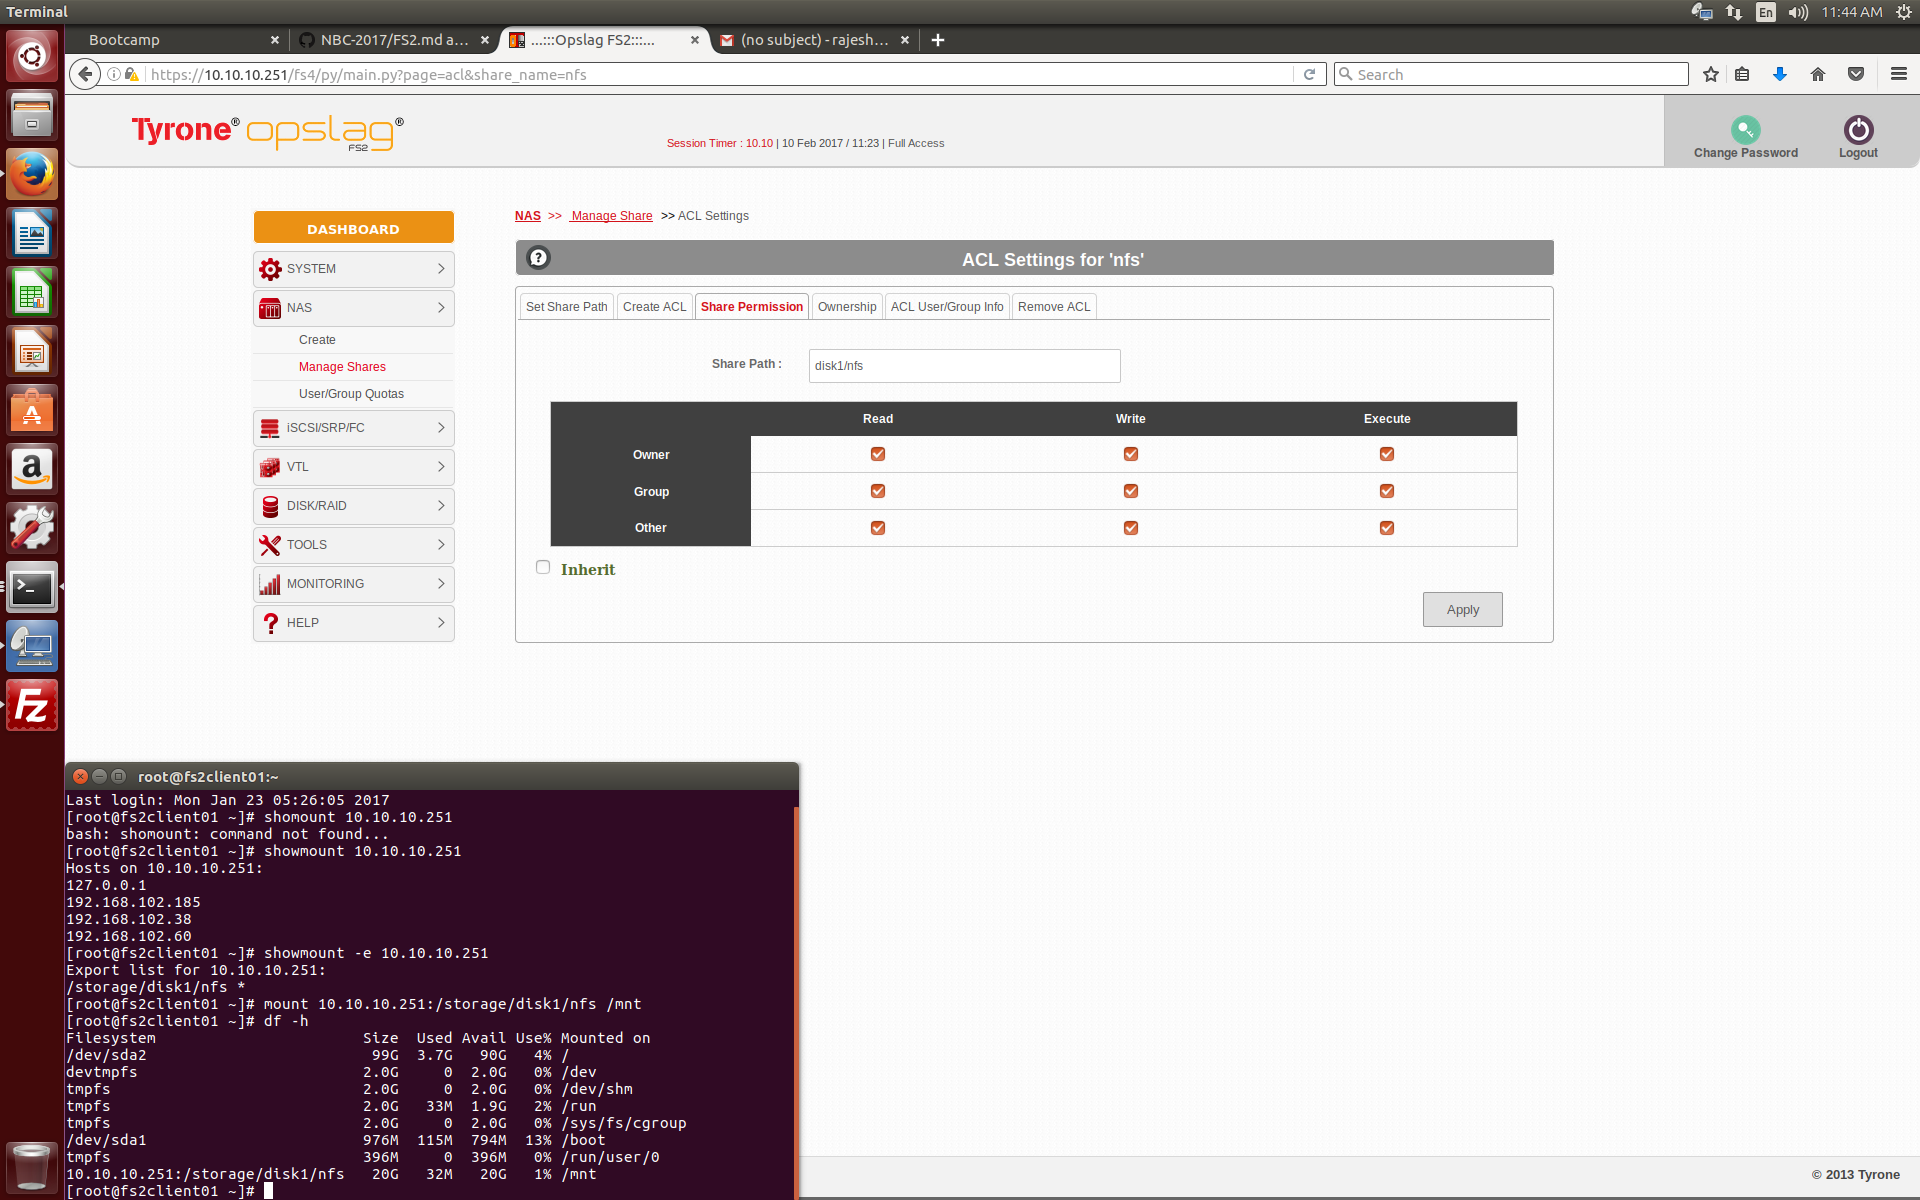 Terminal
En
11:44 AM
Bootcamp
NBC-2017/FS2.md a...
...:::Opslag FS2:::...
(no subject) - rajesh...
https://10.10.10.251/fs4/py/main.py?page=acl&share_name=nfs
Search
Tyrone® opslag® FS2
Session Timer : 10.10 | 10 Feb 2017 / 11:23 | Full Access
Change Password
Logout
DASHBOARD
SYSTEM
NAS
Create
Manage Shares
User/Group Quotas
iSCSI/SRP/FC
VTL
DISK/RAID
TOOLS
MONITORING
HELP
NAS >> Manage Share >> ACL Settings
ACL Settings for 'nfs'
Set Share Path
Create ACL
Share Permission
Ownership
ACL User/Group Info
Remove ACL
Share Path :
disk1/nfs
Read Write Execute
Owner
Group
Other
Inherit
Apply
root@fs2client01:~
Last login: Mon Jan 23 05:26:05 2017
[root@fs2client01 ~]# shomount 10.10.10.251
bash: shomount: command not found...
[root@fs2client01 ~]# showmount 10.10.10.251
Hosts on 10.10.10.251:
127.0.0.1
192.168.102.185
192.168.102.38
192.168.102.60
[root@fs2client01 ~]# showmount -e 10.10.10.251
Export list for 10.10.10.251:
/storage/disk1/nfs *
[root@fs2client01 ~]# mount 10.10.10.251:/storage/disk1/nfs /mnt
[root@fs2client01 ~]# df -h
Filesystem Size Used Avail Use% Mounted on
/dev/sda2 99G 3.7G 90G 4% /
devtmpfs 2.0G 0 2.0G 0% /dev
tmpfs 2.0G 0 2.0G 0% /dev/shm
tmpfs 2.0G 33M 1.9G 2% /run
tmpfs 2.0G 0 2.0G 0% /sys/fs/cgroup
/dev/sda1 976M 115M 794M 13% /boot
tmpfs 396M 0 396M 0% /run/user/0
10.10.10.251:/storage/disk1/nfs 20G 32M 20G 1% /mnt
[root@fs2client01 ~]#
© 2013 Tyrone